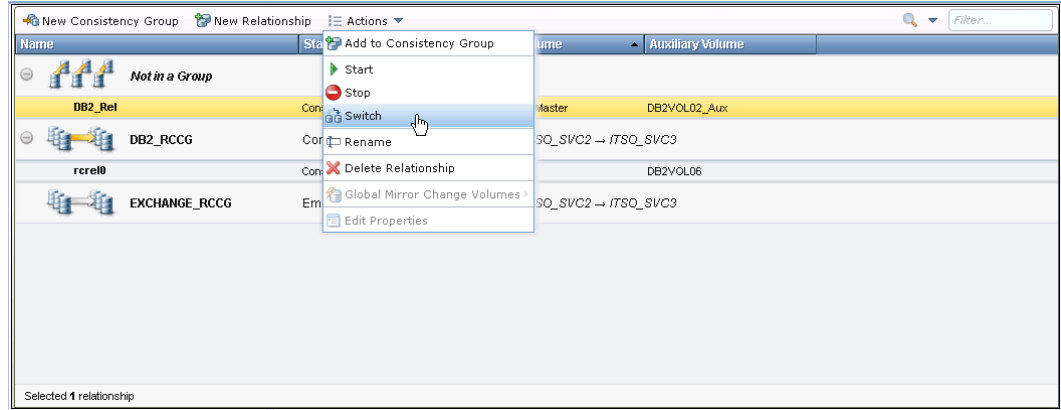 New Consistency Group New Relationship Actions Filter...
Name Sta ume Auxiliary Volume
Add to Consistency Group
Not in a Group
Start
Stop
DB2_Rel Con Master DB2VOL02_Aux
Switch
DB2_RCCG Cor SO_SVC2 → ITSO_SVC3
Rename
rcrel0 Con DB2VOL06
Delete Relationship
Global Mirror Change Volumes
EXCHANGE_RCCG Em SO_SVC2 → ITSO_SVC3
Edit Properties
Selected 1 relationship